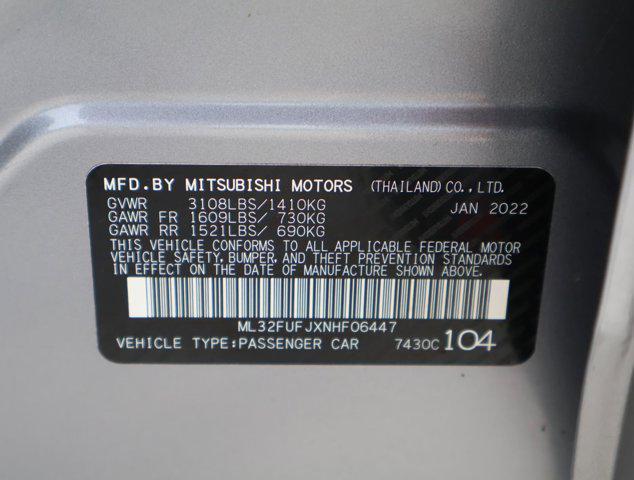 MFD.BY MITSUBISHI MOTORS (THAILAND) CO., LTD.
GVWR 3108LBS/1410KG JAN 2022
GAWR FR 1609LBS/ 730KG
GAWR RR 1521LBS/ 690KG
THIS VEHICLE CONFORMS TO ALL APPLICABLE FEDERAL MOTOR
VEHICLE SAFETY, BUMPER, AND THEFT PREVENTION STANDARDS
IN EFFECT ON THE DATE OF MANUFACTURE SHOWN ABOVE.
ML32FUFJXNHF06447
VEHICLE TYPE:PASSENGER CAR 7430C 104